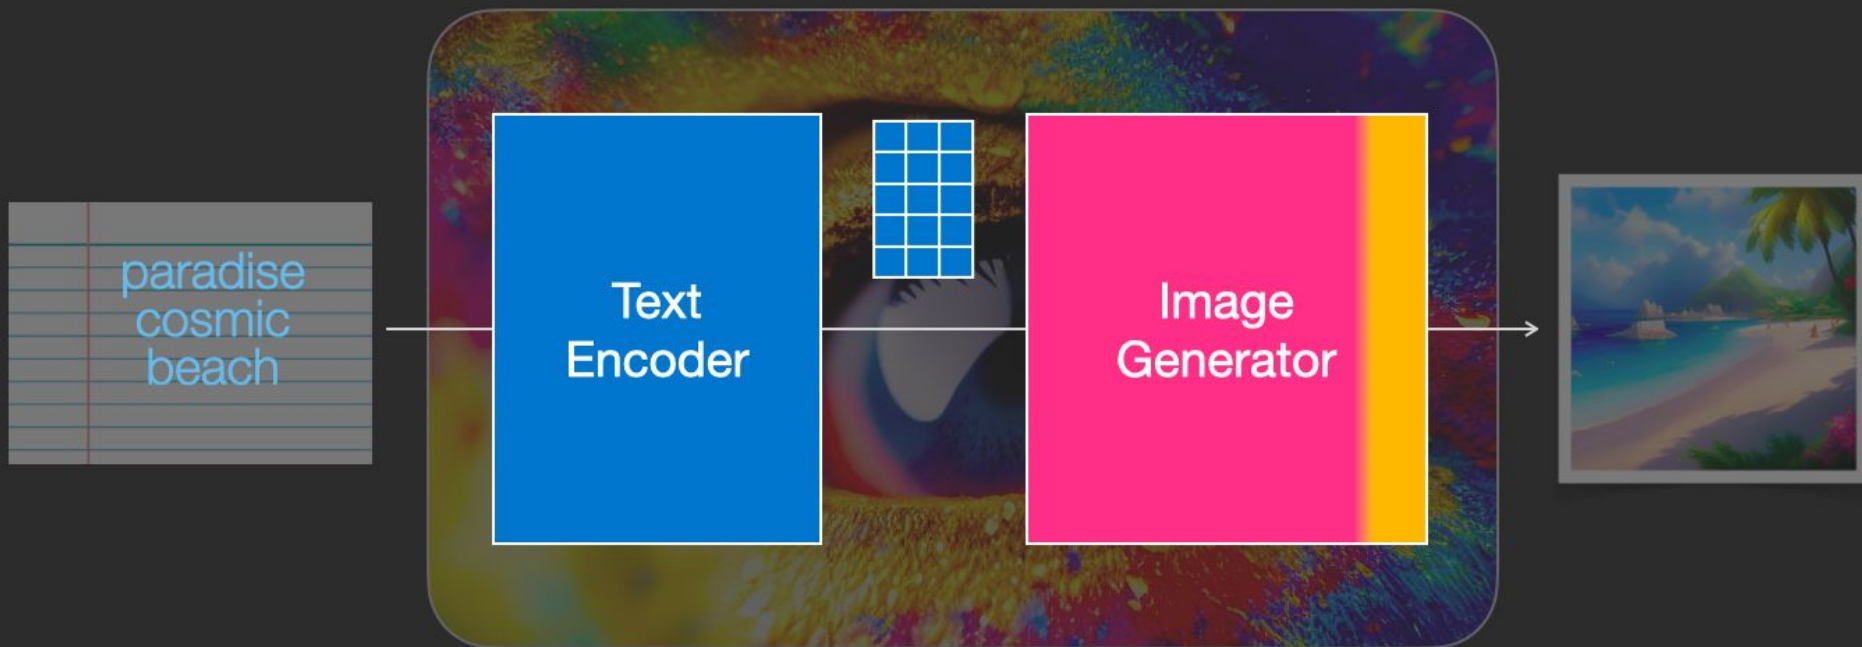 paradise
cosmic
beach
Text
Encoder
Image
Generator